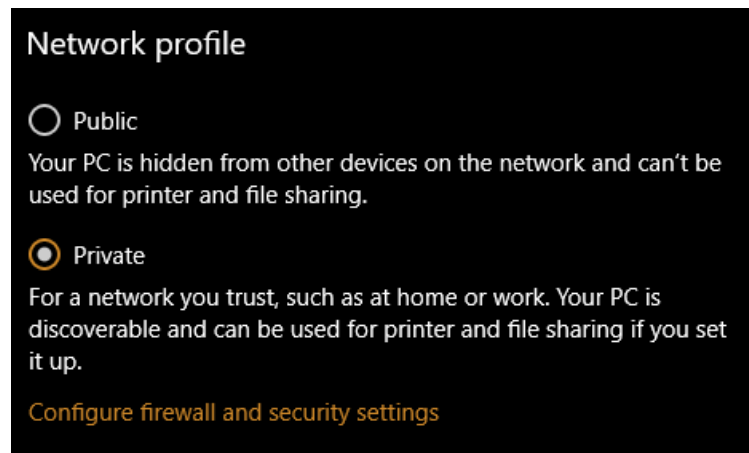 Network profile
Public
Your PC is hidden from other devices on the network and can’t be
used for printer and file sharing.
Private
For a network you trust, such as at home or work. Your PC is
discoverable and can be used for printer and file sharing if you set
it up.
Configure firewall and security settings